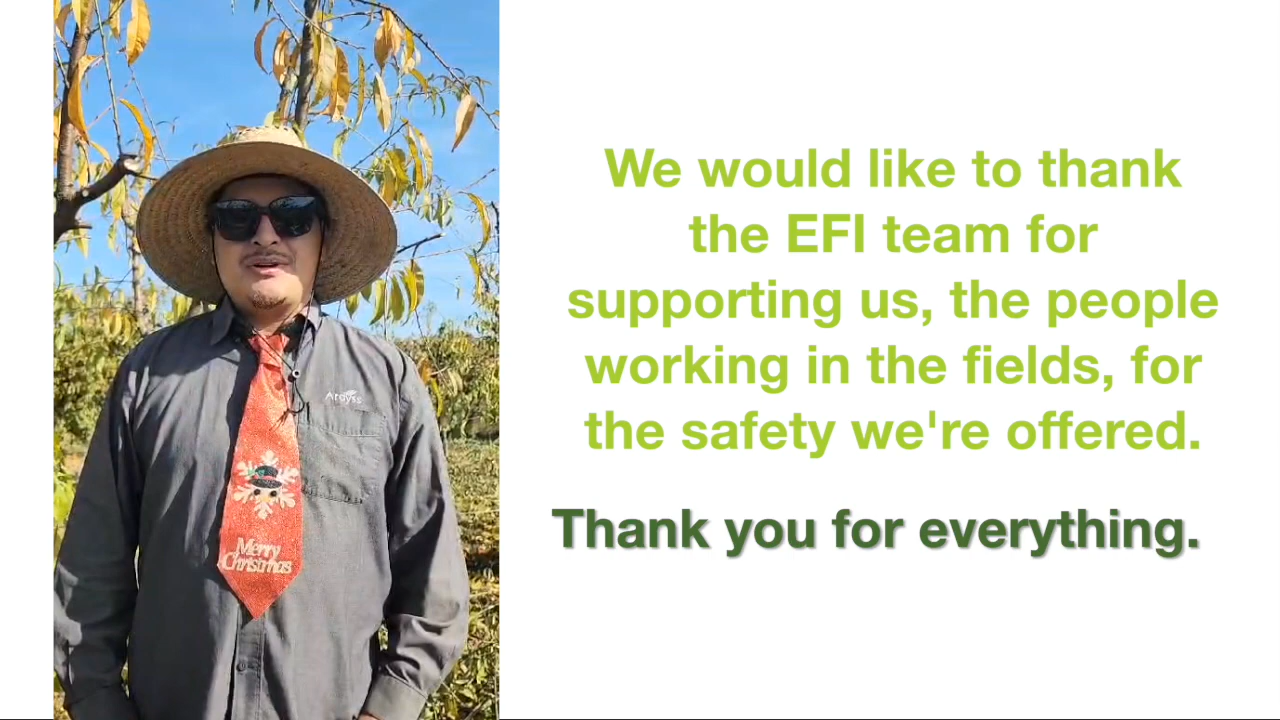 We would like to thank
the EFI team for
supporting us, the people
working in the fields, for
the safety we're offered.
Thank you for everything.
Merry
Christmas